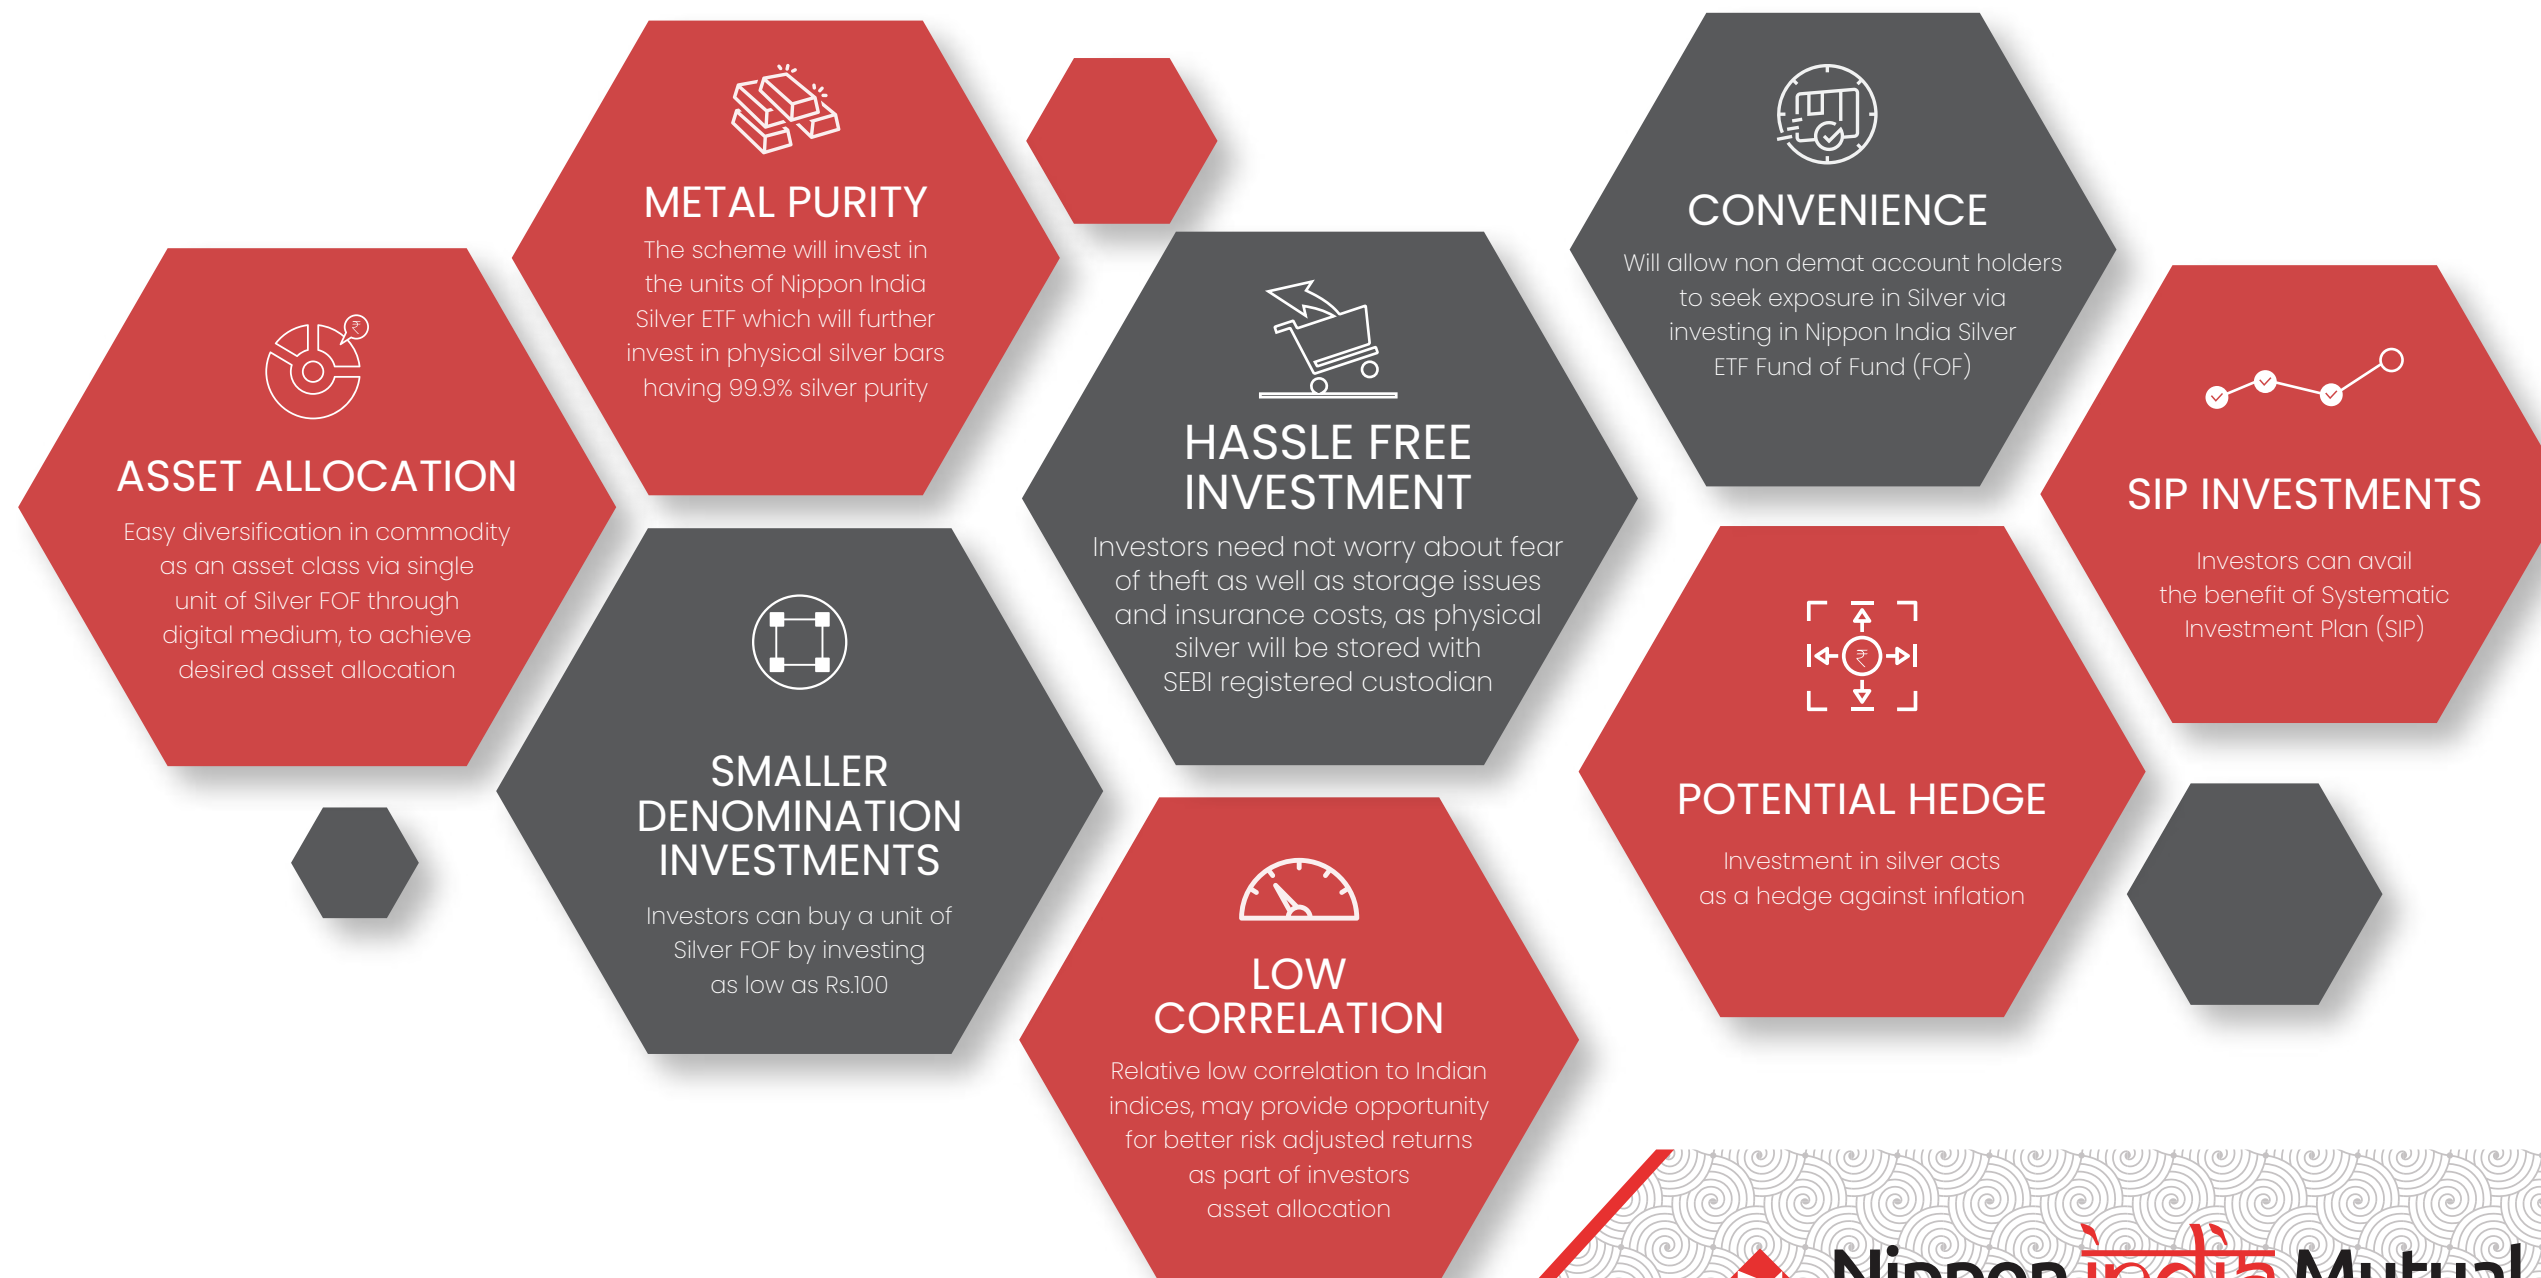 METAL PURITY
The scheme will invest in
the units of Nippon India
Silver ETF which will further
invest in physical silver bars
having 99.9% silver purity
CONVENIENCE
Will allow non demat account holders
to seek exposure in Silver via
investing in Nippon India Silver
ETF Fund of Fund (FOF)
ASSET ALLOCATION
Easy diversification in commodity
as an asset class via single
unit of Silver FOF through
digital medium, to achieve
desired asset allocation
HASSLE FREE
INVESTMENT
Investors need not worry about fear
of theft as well as storage issues
and insurance costs, as physical
silver will be stored with
SEBI registered custodian
SIP INVESTMENTS
Investors can avail
the benefit of Systematic
Investment Plan (SIP)
SMALLER
DENOMINATION
INVESTMENTS
Investors can buy a unit of
Silver FOF by investing
as low as Rs.100
POTENTIAL HEDGE
Investment in silver acts
as a hedge against inflation
LOW
CORRELATION
Relative low correlation to Indian
indices, may provide opportunity
for better risk adjusted returns
as part of investors
asset allocation
Nippon india Mutual